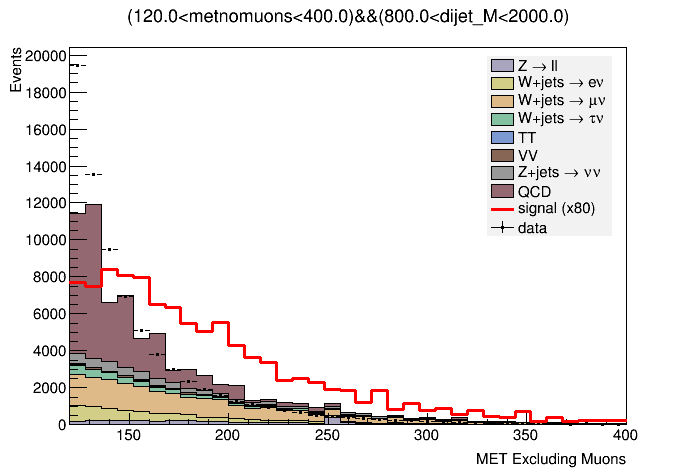 (120.0<metnomuons<400.0)&&(800.0<dijet_M<2000.0)
Events
20000
18000
16000
14000
12000
10000
8000
6000
4000
2000
0
Z → ll
W+jets → eν
W+jets → μν
W+jets → τν
TT
VV
Z+jets → νν
QCD
signal (x80)
data
150 200 250 300 350 400
MET Excluding Muons